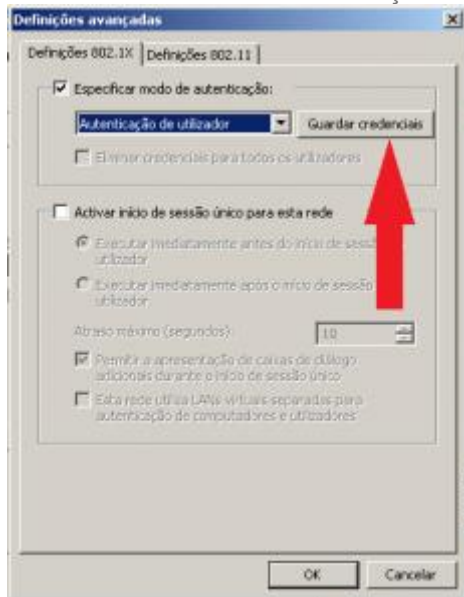 Definições avançadas
Definições 802.1X
Definições 802.11
Especificar modo de autenticação:
Autenticação de utilizador
Guardar credenciais
Eliminar credenciais para todos os utilizadores
Activar início de sessão único para esta rede
Executar imediatamente antes do início de sessão
utilizador
Executar imediatamente após o início de sessão
utilizador
Atraso máximo (segundos):
10
Permitir a apresentação de caixas de diálogo
adicionais durante o início de sessão único
Esta rede utiliza LANs virtuais separadas para
autenticação de computadores e utilizadores
OK
Cancelar